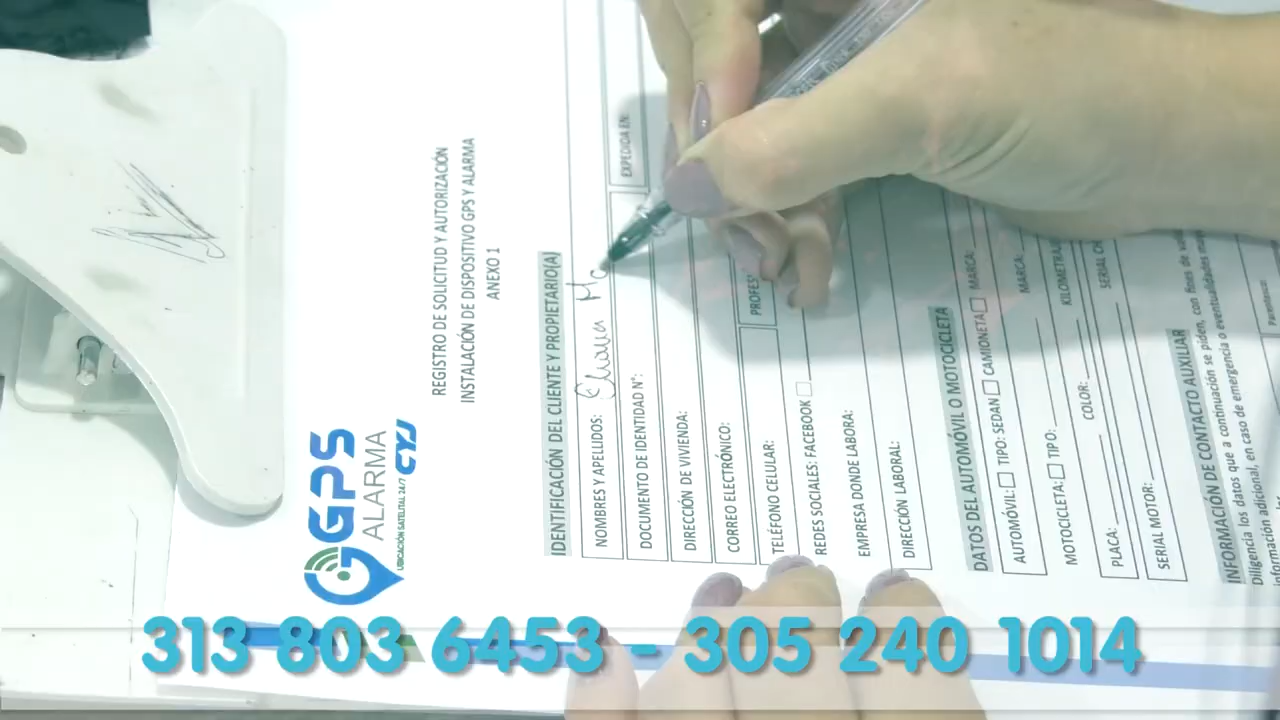 GPS
ALARMA
CYJ
UBICACIÓN SATELITAL 24/7
REGISTRO DE SOLICITUD Y AUTORIZACIÓN
INSTALACIÓN DE DISPOSITIVO GPS Y ALARMA
ANEXO 1
IDENTIFICACIÓN DEL CLIENTE Y PROPIETARIO(A)
NOMBRES Y APELLIDOS:
DOCUMENTO DE IDENTIDAD N°: EXPEDIDA EN:
DIRECCIÓN DE VIVIENDA:
CORREO ELECTRÓNICO:
TELÉFONO CELULAR:
REDES SOCIALES: FACEBOOK
EMPRESA DONDE LABORA:
DIRECCIÓN LABORAL:
DATOS DEL AUTOMÓVIL O MOTOCICLETA
AUTOMÓVIL: TIPO: SEDAN CAMIONETA MARCA:
MOTOCICLETA: TIPO: MARCA:
PLACA: COLOR:
SERIAL MOTOR: SERIAL
INFORMACIÓN DE CONTACTO AUXILIAR
Diligencia los datos que a continuación se piden, con fines de
información adicional, en caso de emergencia o eventualidades
313 803 6453 - 305 240 1014